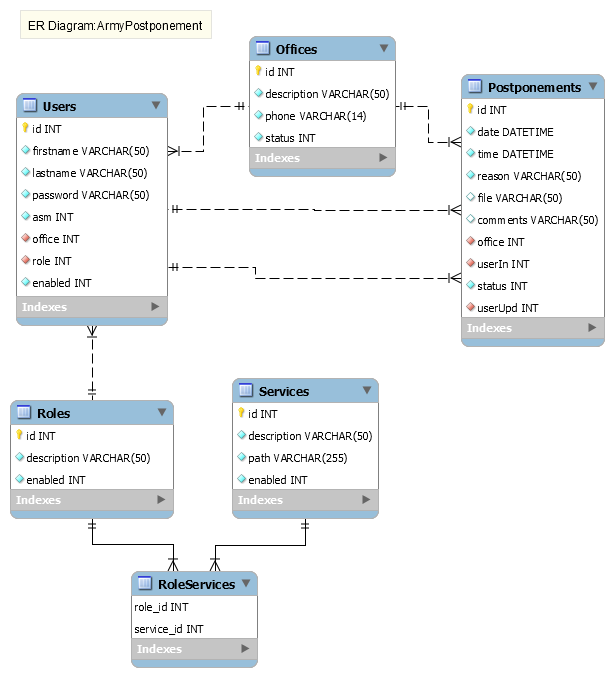 ER Diagram:ArmyPostponement
Offices
id INT
description VARCHAR(50)
phone VARCHAR(14)
status INT
Indexes
Users
id INT
firstname VARCHAR(50)
lastname VARCHAR(50)
password VARCHAR(50)
asm INT
office INT
role INT
enabled INT
Indexes
Postponements
id INT
date DATETIME
time DATETIME
reason VARCHAR(50)
file VARCHAR(50)
comments VARCHAR(50)
office INT
userIn INT
status INT
userUpd INT
Indexes
Roles
id INT
description VARCHAR(50)
enabled INT
Indexes
Services
id INT
description VARCHAR(50)
path VARCHAR(255)
enabled INT
Indexes
RoleServices
role_id INT
service_id INT
Indexes